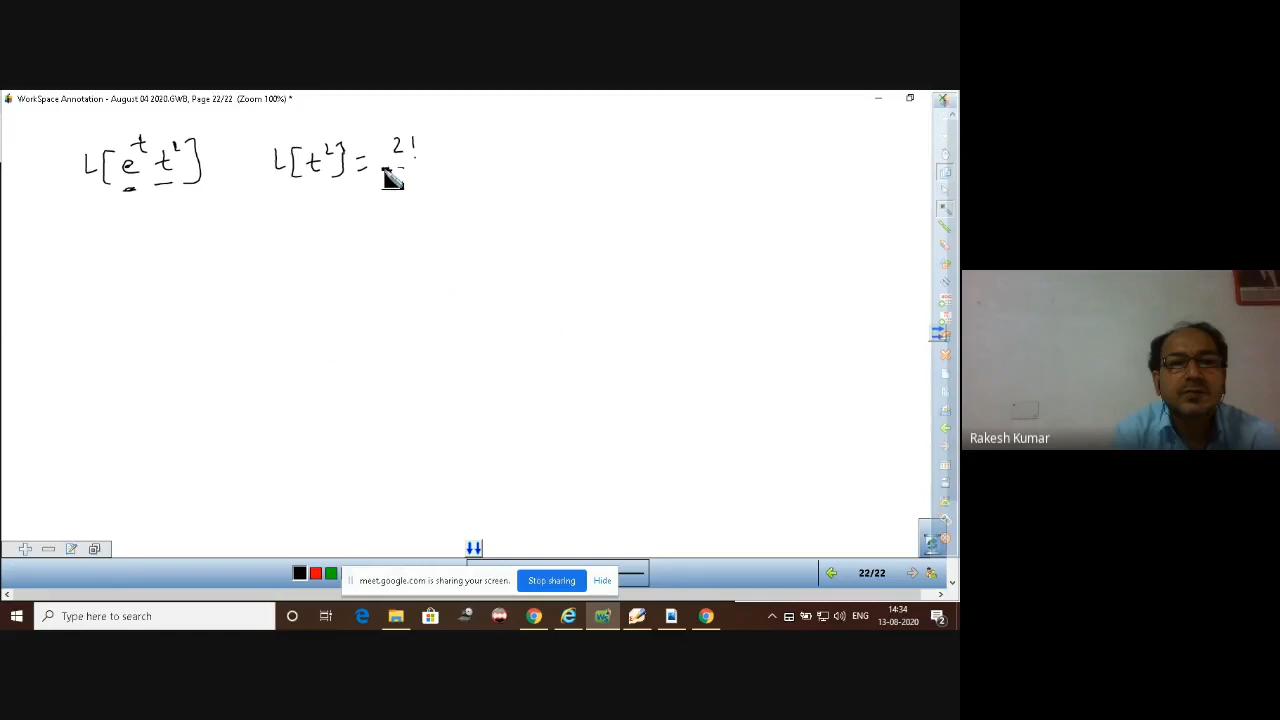 WorkSpace Annotation - August 04 2020.GWB, Page 22/22 (Zoom 100%) *
L[e^t t^2] L[t^2] = 2!
Rakesh Kumar
22/22
meet.google.com is sharing your screen. Stop sharing Hide
Type here to search
ENG
14:34
13-08-2020
2